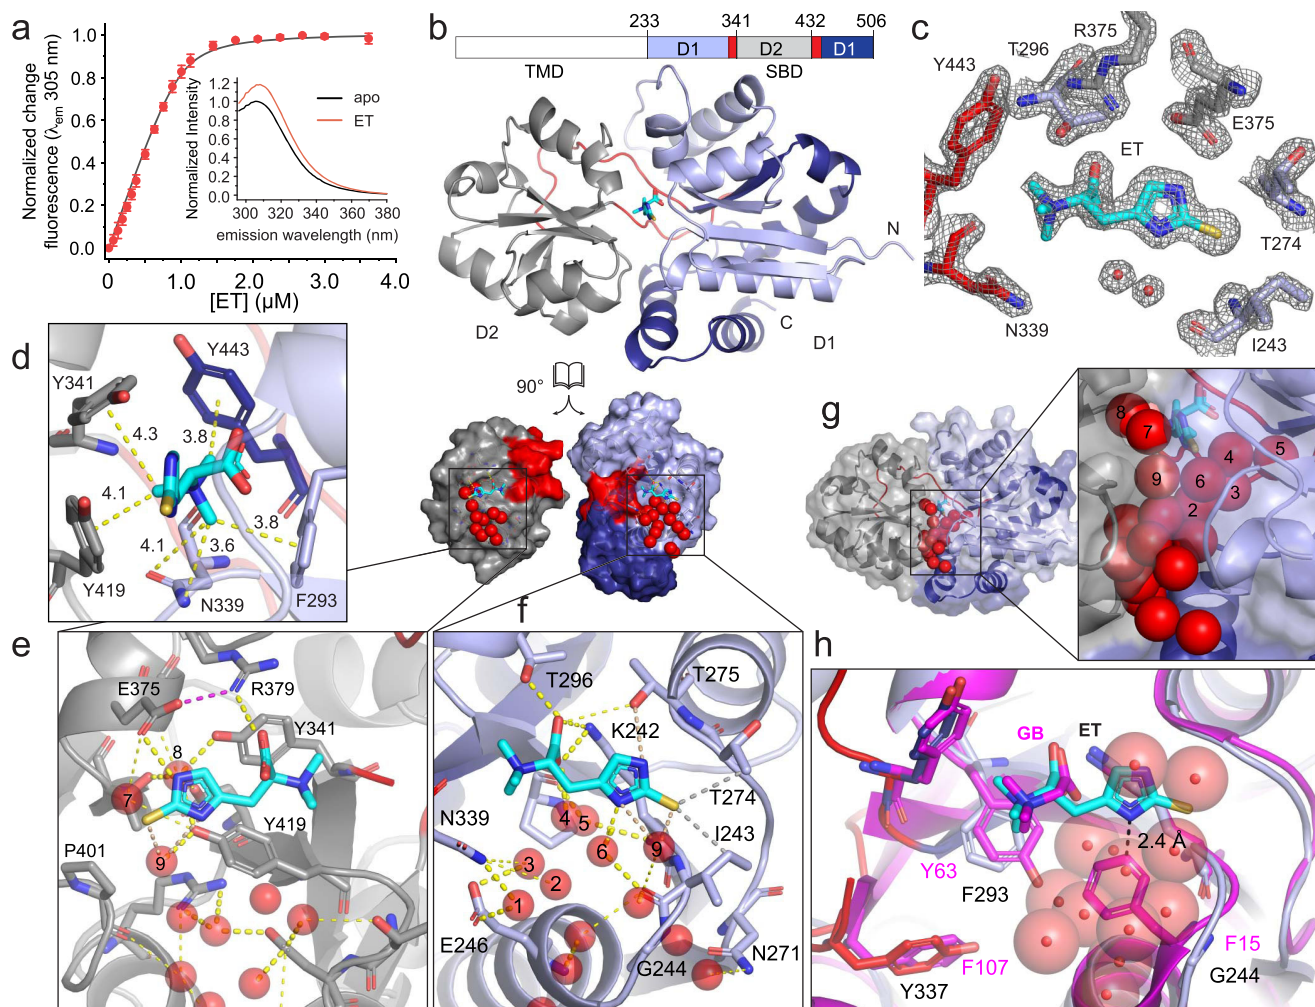 a
Normalized change
fluorescence (λem 305 nm)
1.0
0.8
0.6
0.4
0.2
0.0
0
1.0
2.0
3.0
4.0
[ET] (µM)
Normalized Intensity
1.2
1.0
0.8
0.6
0.4
0.2
0.0
300 320 340 360 380
emission wavelength (nm)
apo
ET
b
233 341 432 506
D1 D2 D1
TMD SBD
N
C
D2
D1
90°
c
R375
T296
Y443
E375
ET
T274
N339
I243
d
Y443
Y341
4.3
3.8
4.1
3.8
4.1
3.6
Y419
N339
F293
e
E375
R379
Y341
8
7
Y419
9
P401
f
T296
T275
K242
T274
N339
4
5
I243
3
6
9
2
1
E246
G244
N271
g
8
7
4
5
9
6
3
2
h
GB
ET
2.4 Å
Y63
F293
F15
F107
G244
Y337